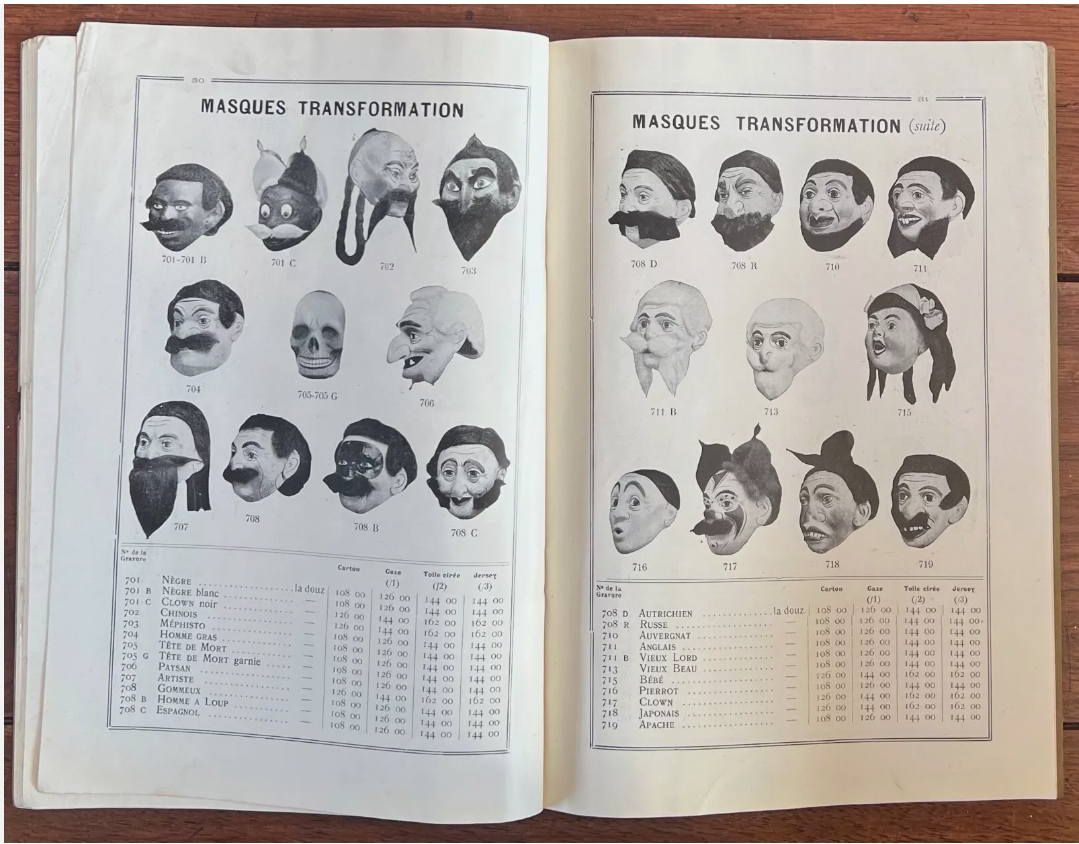 30
MASQUES TRANSFORMATION
701-701 B
701 C
702
703
704
705-705 G
706
707
708
708 B
708 C
Nº de la Gravure
Carton Gaze (/1) Toile cirée (/2) Jersey (/3)
701 NÈGRE la douz 108 00 126 00 144 00 144 00
701 B NÈGRE blanc — 108 00 126 00 144 00 144 00
701 C CLOWN noir — 126 00 144 00 162 00 162 00
702 CHINOIS — 126 00 144 00 162 00 162 00
703 MÉPHISTO — 108 00 126 00 144 00 144 00
704 HOMME GRAS — 108 00 126 00 144 00 144 00
705 TÊTE DE MORT — 108 00 126 00 144 00 144 00
705 G TÊTE DE MORT garnie — 108 00 126 00 144 00 144 00
706 PAYSAN — 108 00 126 00 144 00 144 00
707 ARTISTE — 126 00 144 00 162 00 162 00
708 GOMMEUX — 108 00 126 00 144 00 144 00
708 B HOMME A LOUP — 108 00 126 00 144 00 144 00
708 C ESPAGNOL — 108 00 126 00 144 00 144 00
31
MASQUES TRANSFORMATION (suite)
708 D
708 R
710
711
711 B
713
715
716
717
718
719
Nº de la Gravure
Carton Gaze (/1) Toile cirée (/2) Jersey (/3)
708 D AUTRICHIEN la douz 108 00 126 00 144 00 144 00
708 R RUSSE — 108 00 126 00 144 00 144 00
710 AUVERGNAT — 108 00 126 00 144 00 144 00
711 ANGLAIS — 108 00 126 00 144 00 144 00
711 B VIEUX LORD — 108 00 126 00 144 00 144 00
713 VIEUX BEAU — 108 00 126 00 144 00 144 00
715 BÉBÉ — 126 00 144 00 162 00 162 00
716 PIERROT — 108 00 126 00 144 00 144 00
717 CLOWN — 126 00 144 00 162 00 162 00
718 JAPONAIS — 108 00 126 00 144 00 144 00
719 APACHE — 108 00 126 00 144 00 144 00